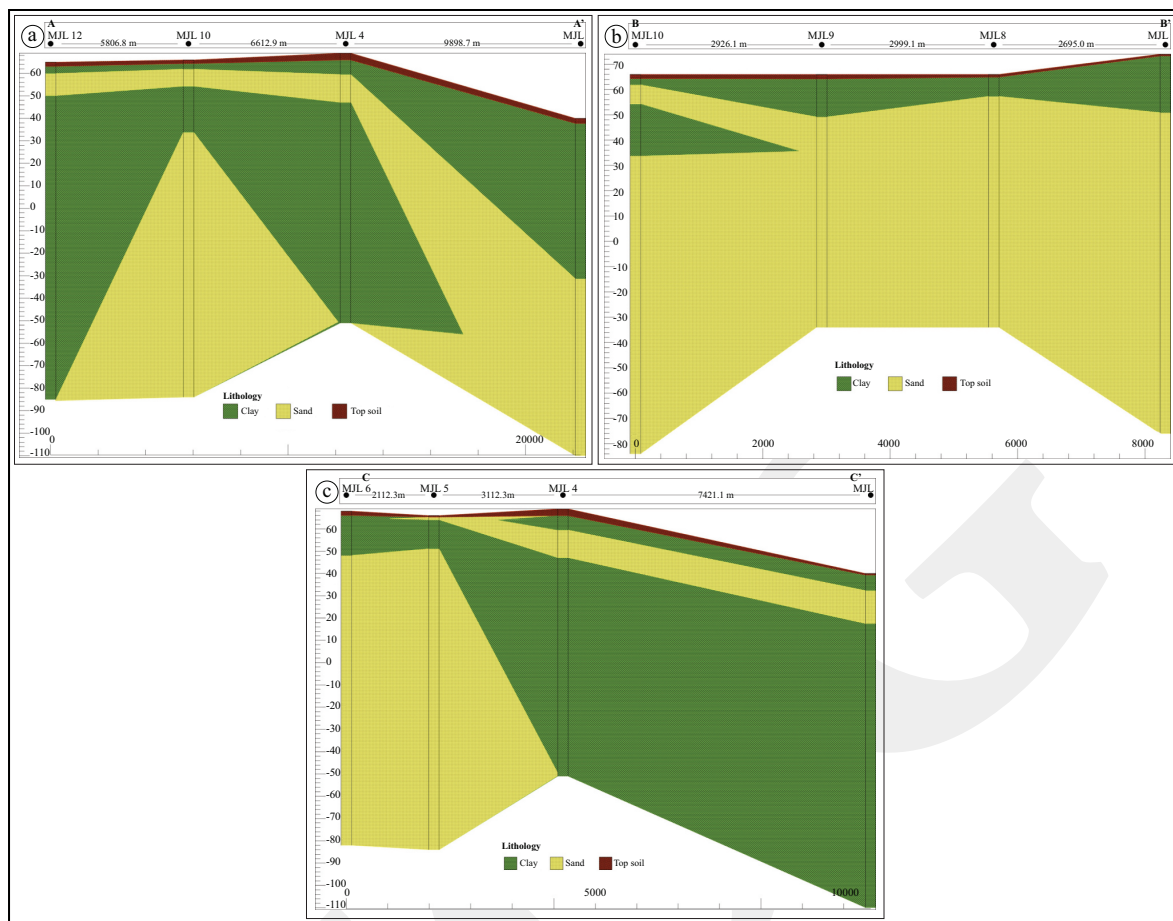 a
A A'
MJL 12 MJL 10 MJL 4 MJL
5806.8 m 6612.9 m 9898.7 m
60
50
40
30
20
10
0
-10
-20
-30
-40
-50
-60
-70
-80
-90
-100
-110
0 20000
Lithology
Clay Sand Top soil
b
B B'
MJL10 MJL9 MJL8 MJL
2926.1 m 2999.1 m 2695.0 m
70
60
50
40
30
20
10
0
-10
-20
-30
-40
-50
-60
-70
-80
0 2000 4000 6000 8000
Lithology
Clay Sand Top soil
c
C C'
MJL 6 MJL 5 MJL 4 MJL
2112.3m 3112.3m 7421.1 m
60
50
40
30
20
10
0
-10
-20
-30
-40
-50
-60
-70
-80
-90
-100
-110
0 5000 10000
Lithology
Clay Sand Top soil